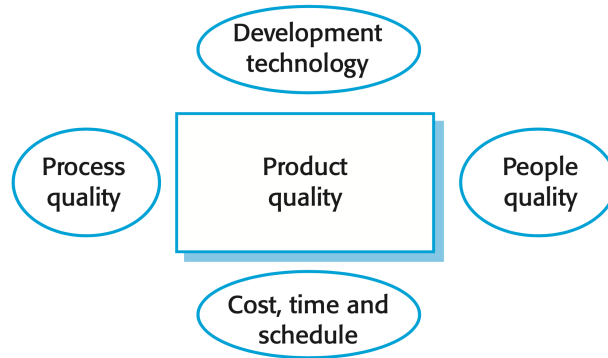 Development
technology
Process
quality
Product
quality
People
quality
Cost, time and
schedule